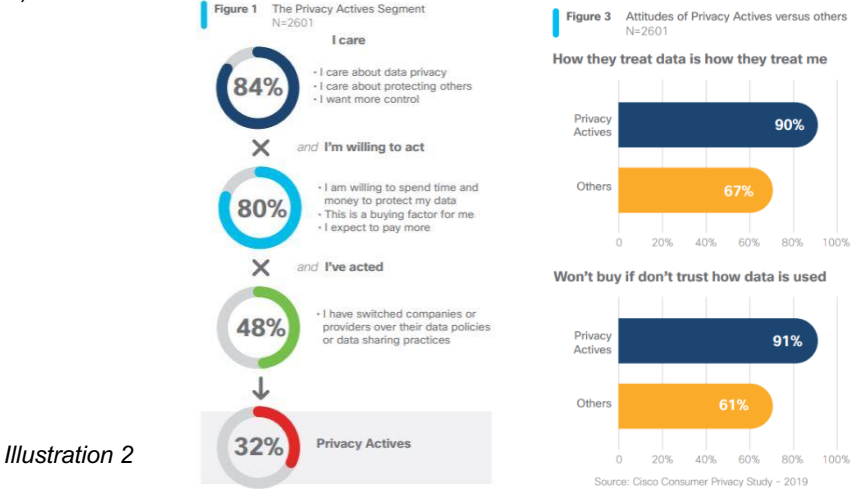 Figure 1 The Privacy Actives Segment
N=2601
I care
84%
· I care about data privacy
· I care about protecting others
· I want more control
and I'm willing to act
80%
· I am willing to spend time and
money to protect my data
· This is a buying factor for me
· I expect to pay more
and I've acted
48%
· I have switched companies or
providers over their data policies
or data sharing practices
32%
Privacy Actives
Illustration 2
Figure 3 Attitudes of Privacy Actives versus others
N=2601
How they treat data is how they treat me
Privacy
Actives
90%
Others
67%
0 20% 40% 60% 80% 100%
Won't buy if don't trust how data is used
Privacy
Actives
91%
Others
61%
0 20% 40% 60% 80% 100%
Source: Cisco Consumer Privacy Study - 2019